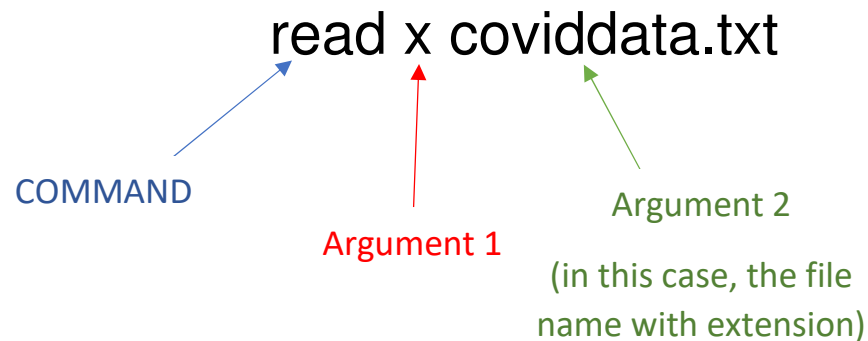 read x coviddata.txt
COMMAND
Argument 1
Argument 2
(in this case, the file
name with extension)